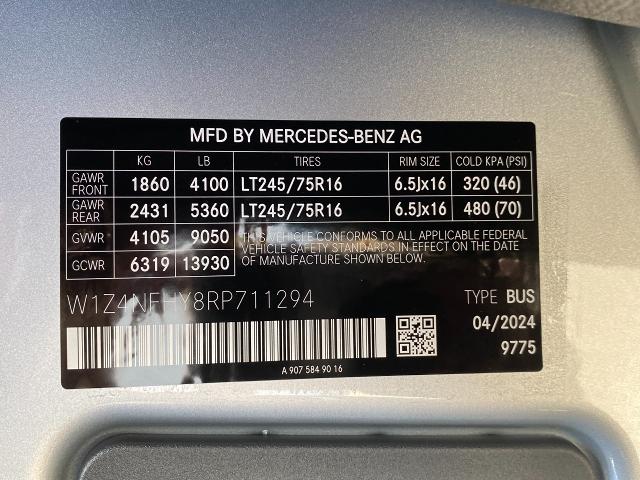 MFD BY MERCEDES-BENZ AG
KG LB TIRES RIM SIZE COLD KPA (PSI)
GAWR FRONT 1860 4100 LT245/75R16 6.5Jx16 320 (46)
GAWR REAR 2431 5360 LT245/75R16 6.5Jx16 480 (70)
GVWR 4105 9050
GCWR 6319 13930
THIS VEHICLE CONFORMS TO ALL APPLICABLE FEDERAL
VEHICLE SAFETY STANDARDS IN EFFECT ON THE DATE
OF MANUFACTURE SHOWN ABOVE.
W1Z4NFHY8RP711294
TYPE BUS
04/2024
9775
A 907 584 90 16